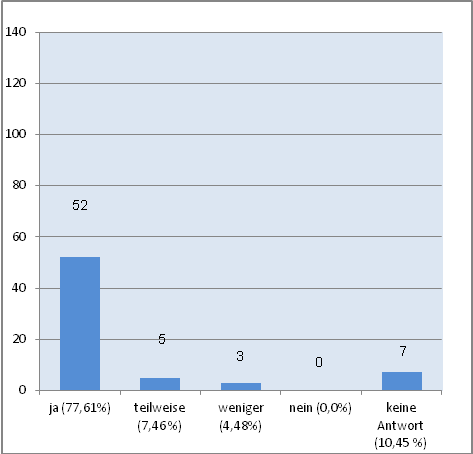 140
120
100
80
60
40
20
0
52
5
3
0
7
ja (77,61%)
teilweise
(7,46%)
weniger
(4,48%)
nein (0,0%)
keine
Antwort
(10,45 %)